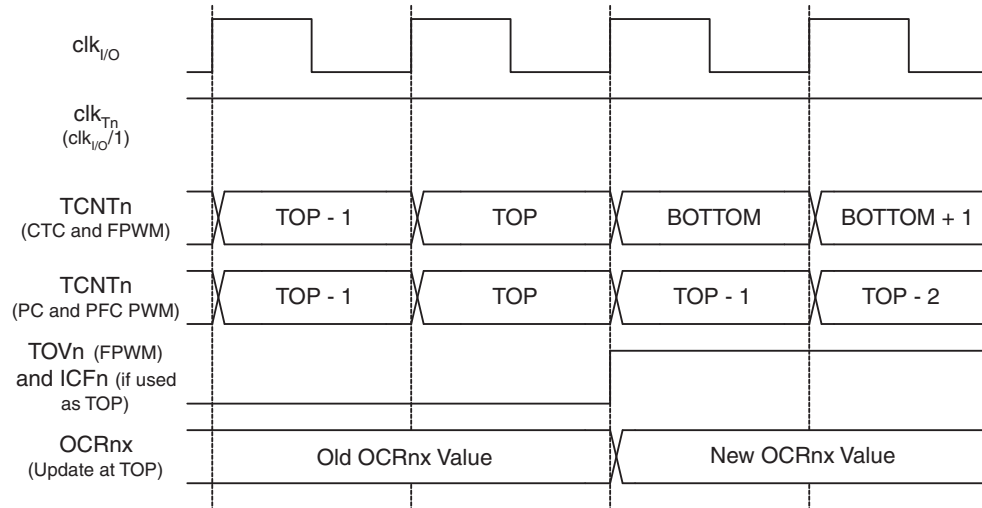 clkI/O
clkTn
(clkI/O/1)
TCNTn
(CTC and FPWM)
TOP - 1
TOP
BOTTOM
BOTTOM + 1
TCNTn
(PC and PFC PWM)
TOP - 1
TOP
TOP - 1
TOP - 2
TOVn (FPWM)
and ICFn (if used
as TOP)
OCRnx
(Update at TOP)
Old OCRnx Value
New OCRnx Value